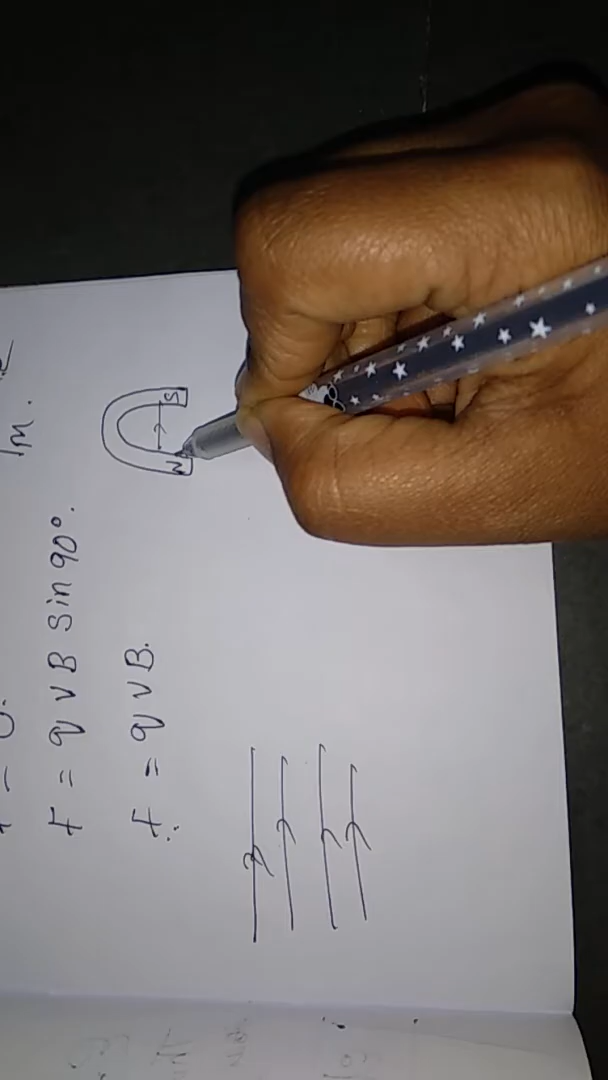 m.
F = qVB sin 90°.
F = qVB.
N S